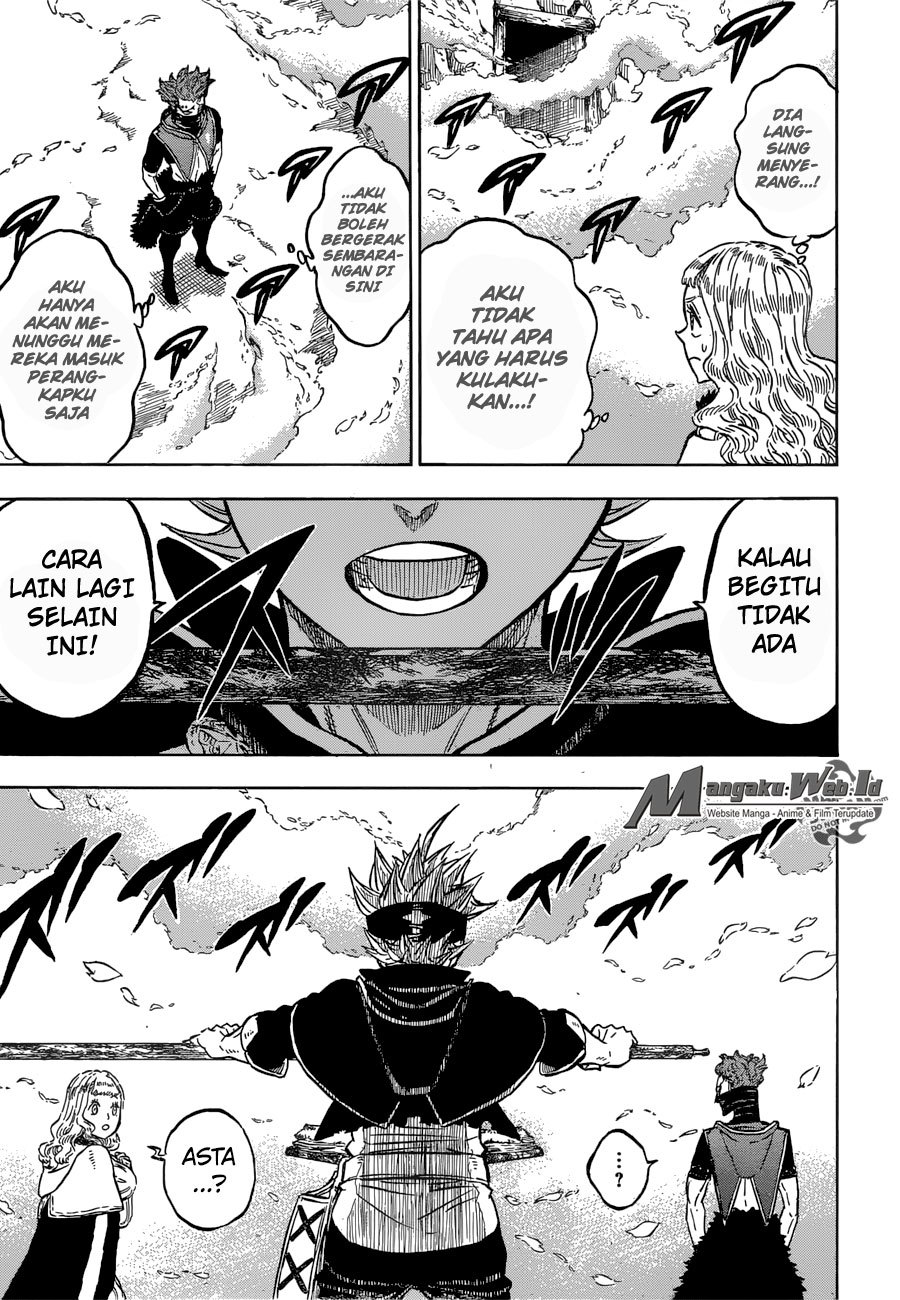 DIA
LANG-
SUNG
MENYE-
RANG...!
AKU
TIDAK
TAHU APA
YANG HARUS
KULAKU-
KAN...!
...AKU
TIDAK
BOLEH
BERGERAK
SEMBARA-
NGAN DI
SINI
AKU
HANYA
AKAN ME-
NUNGGU ME-
REKA MASUK
PERANG-
KAPKU
SAJA
KALAU
BEGITU
TIDAK
ADA
CARA
LAIN LAGI
SELAIN
INI!
Mangaku.Web.Id
Website Manga - Anime & Film Terupdate
ASTA
...?
...?